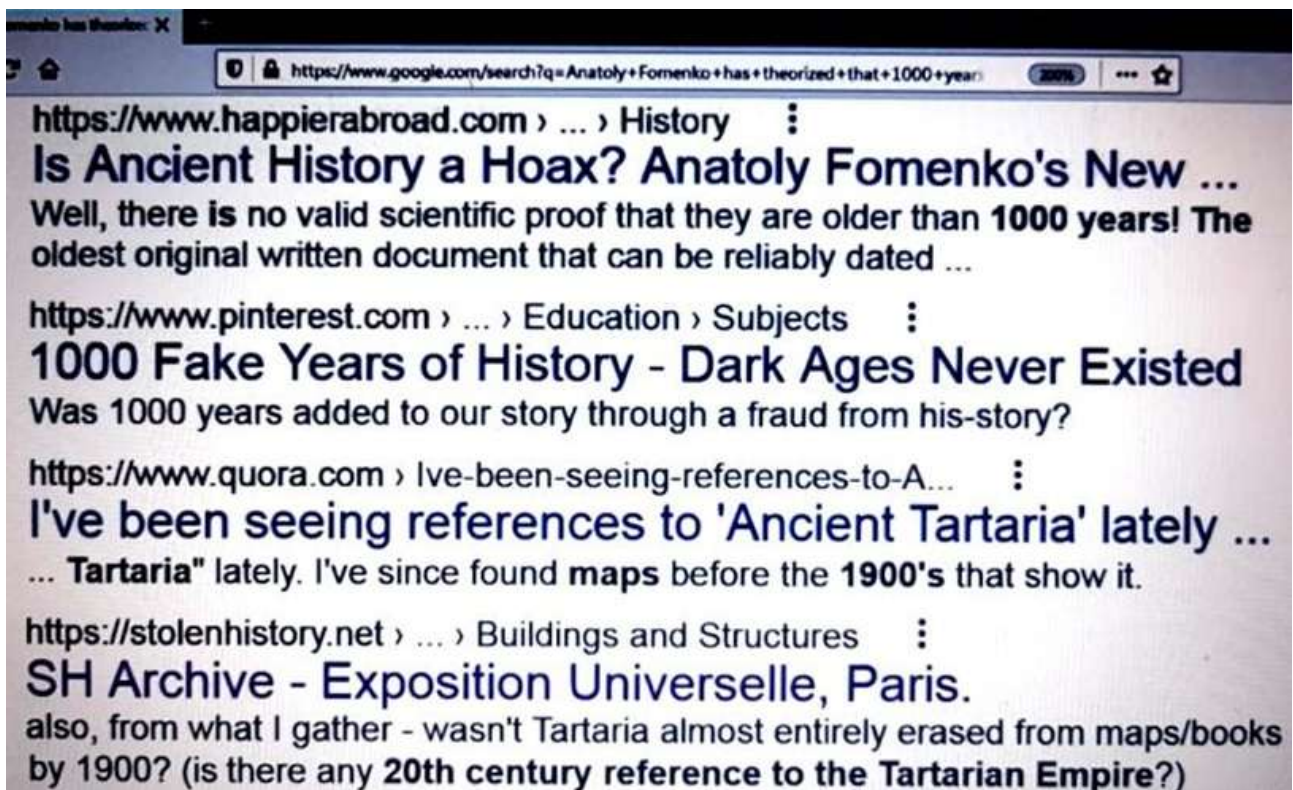 has theorizes X
https://www.google.com/search?q=Anatoly+Fomenko+has+theorized+that+1000+year 200% ...
https://www.happierabroad.com › ... › History
Is Ancient History a Hoax? Anatoly Fomenko's New ...
Well, there is no valid scientific proof that they are older than 1000 years! The
oldest original written document that can be reliably dated ...
https://www.pinterest.com › ... › Education › Subjects
1000 Fake Years of History - Dark Ages Never Existed
Was 1000 years added to our story through a fraud from his-story?
https://www.quora.com › Ive-been-seeing-references-to-A...
I've been seeing references to 'Ancient Tartaria' lately ...
... Tartaria" lately. I've since found maps before the 1900's that show it.
https://stolenhistory.net › ... › Buildings and Structures
SH Archive - Exposition Universelle, Paris.
also, from what I gather - wasn't Tartaria almost entirely erased from maps/books
by 1900? (is there any 20th century reference to the Tartarian Empire?)